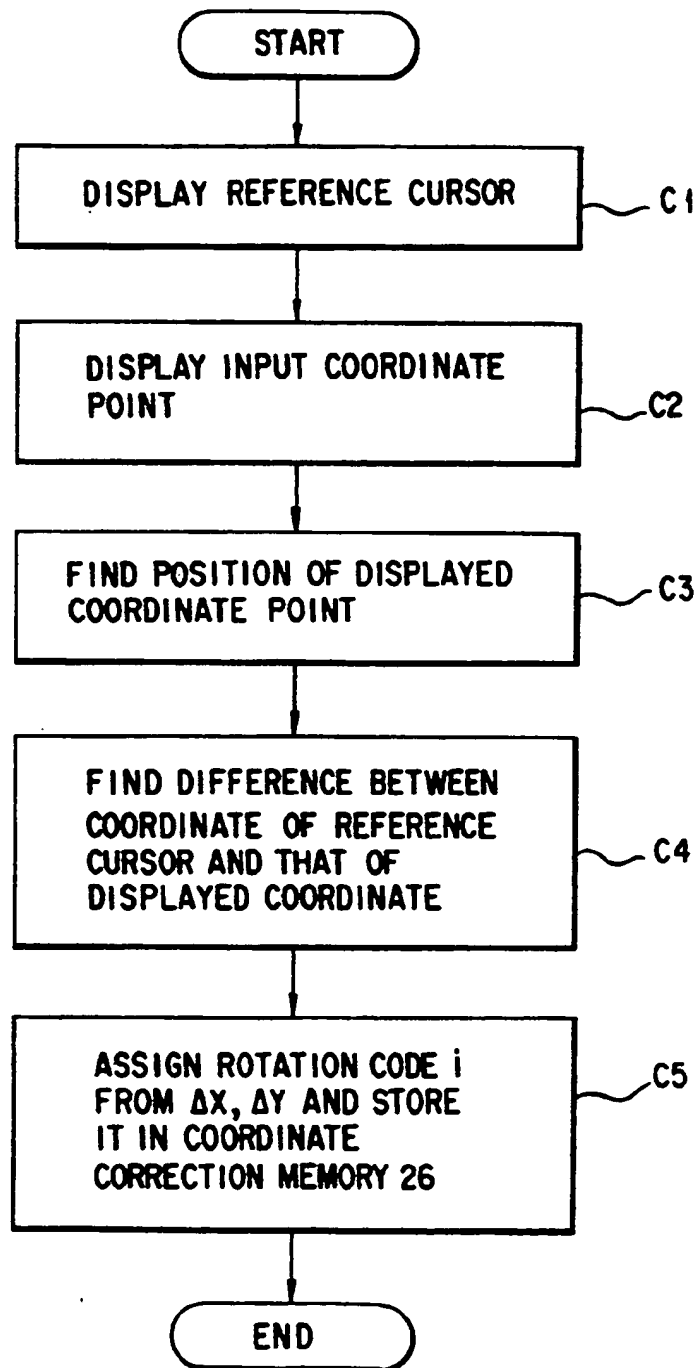 START
DISPLAY REFERENCE CURSOR
C1
DISPLAY INPUT COORDINATE
POINT
C2
FIND POSITION OF DISPLAYED
COORDINATE POINT
C3
FIND DIFFERENCE BETWEEN
COORDINATE OF REFERENCE
CURSOR AND THAT OF
DISPLAYED COORDINATE
C4
ASSIGN ROTATION CODE i
FROM ΔX, ΔY AND STORE
IT IN COORDINATE
CORRECTION MEMORY 26
C5
END